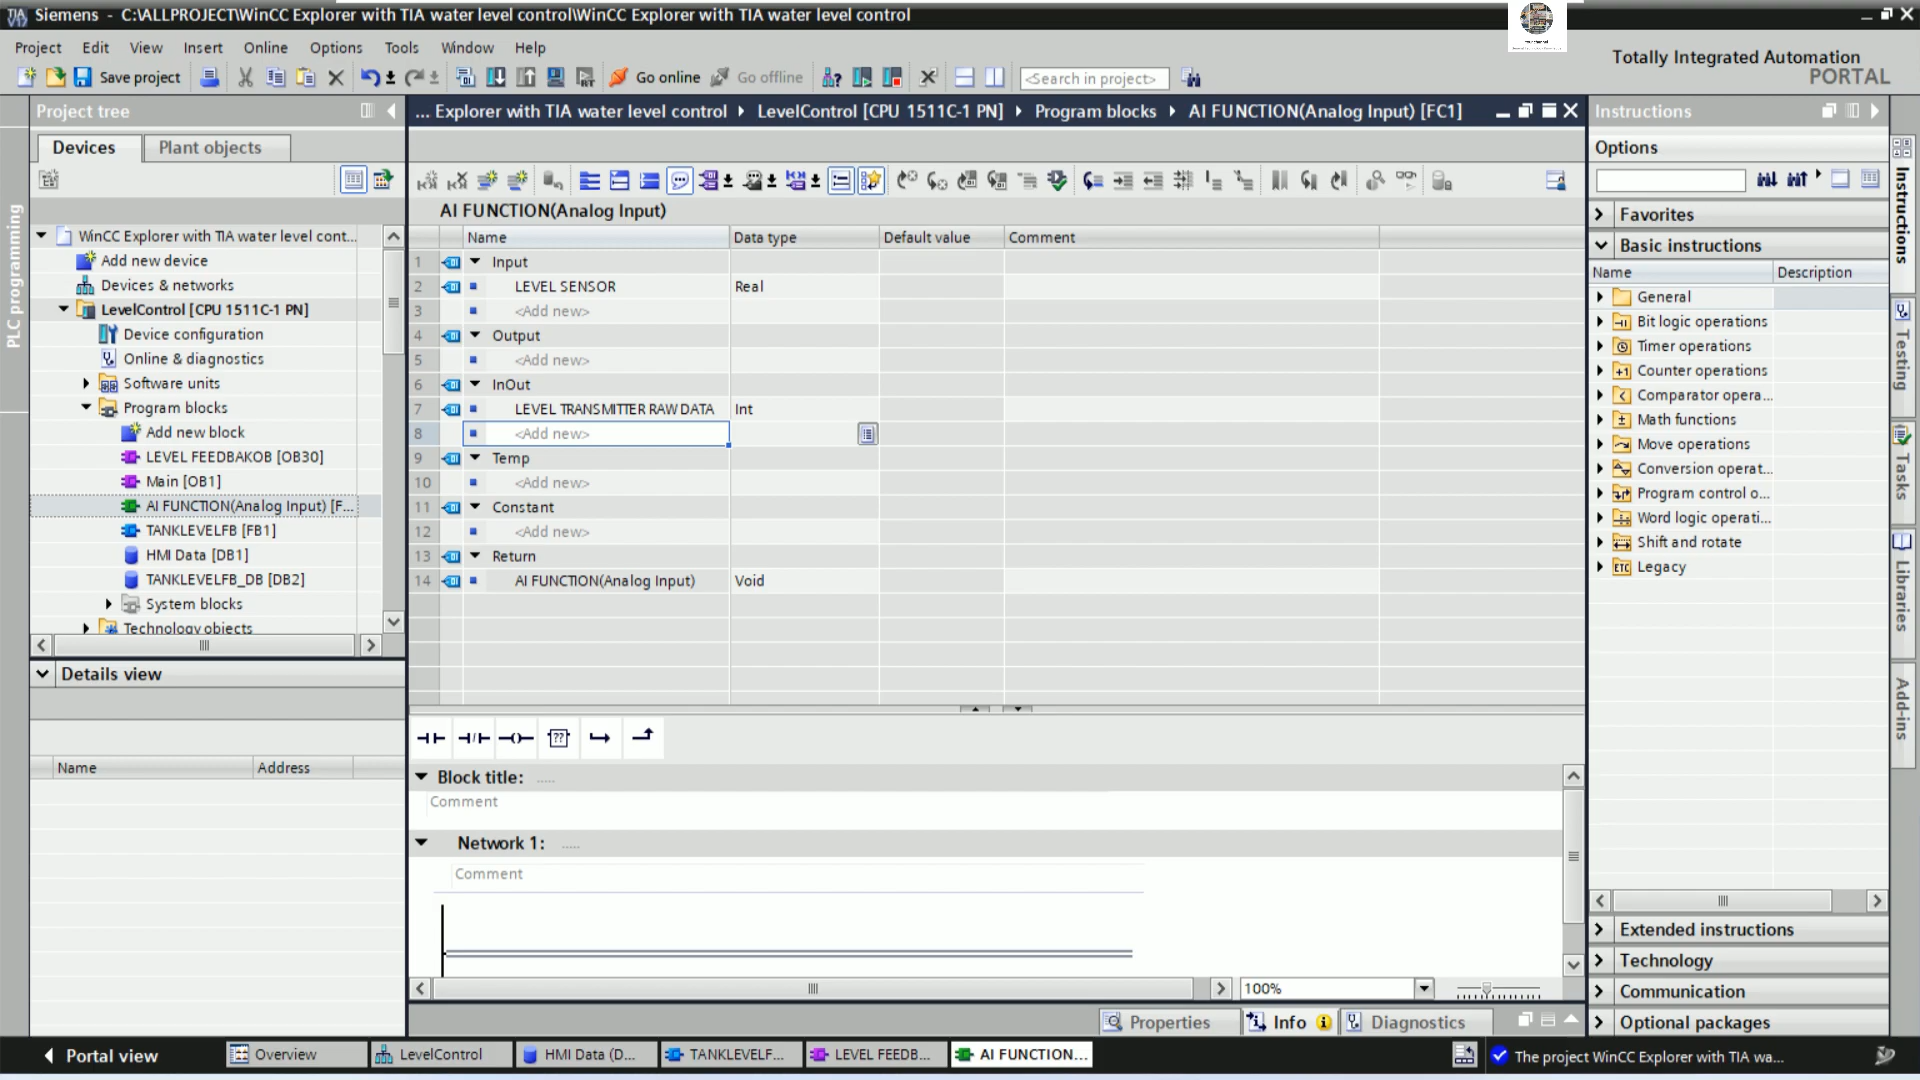 Siemens - C:\ALLPROJECT\WinCC Explorer with TIA water level control\WinCC Explorer with TIA water level control
Project Edit View Insert Online Options Tools Window Help
Totally Integrated Automation
PORTAL
Save project
Go online
Go offline
<Search in project>
Project tree
... Explorer with TIA water level control LevelControl [CPU 1511C-1 PN] Program blocks AI FUNCTION(Analog Input) [FC1]
Instructions
Devices
Plant objects
Options
PLC programming
AI FUNCTION(Analog Input)
Name Data type Default value Comment
1 Input
2 LEVEL SENSOR Real
3 <Add new>
4 Output
5 <Add new>
6 InOut
7 LEVEL TRANSMITTER RAW DATA Int
8 <Add new>
9 Temp
10 <Add new>
11 Constant
12 <Add new>
13 Return
14 AI FUNCTION(Analog Input) Void
WinCC Explorer with TIA water level cont...
Add new device
Devices & networks
LevelControl [CPU 1511C-1 PN]
Device configuration
Online & diagnostics
Software units
Program blocks
Add new block
LEVEL FEEDBAKOB [OB30]
Main [OB1]
AI FUNCTION(Analog Input) [F...
TANKLEVELFB [FB1]
HMI Data [DB1]
TANKLEVELFB_DB [DB2]
System blocks
Technology objects
Details view
Name Address
Block title: .....
Comment
Network 1: .....
Comment
100%
Properties
Info
Diagnostics
Favorites
Basic instructions
Name Description
General
Bit logic operations
Timer operations
Counter operations
Comparator opera...
Math functions
Move operations
Conversion operat...
Program control o...
Word logic operati...
Shift and rotate
Legacy
Extended instructions
Technology
Communication
Optional packages
Instructions
Testing
Tasks
Libraries
Add-ins
Portal view
Overview
LevelControl
HMI Data (D...
TANKLEVELF...
LEVEL FEEDB...
AI FUNCTION...
The project WinCC Explorer with TIA wa...